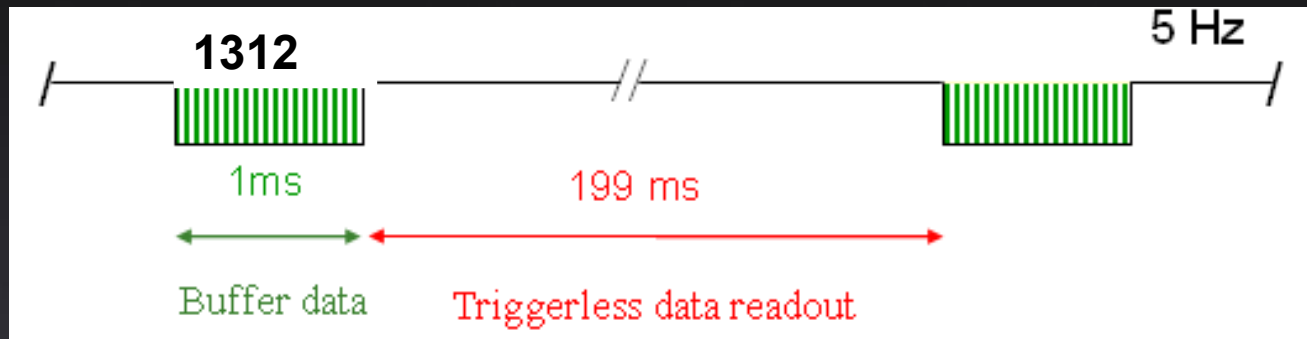 5 Hz
1312
1ms
199 ms
Buffer data
Triggerless data readout